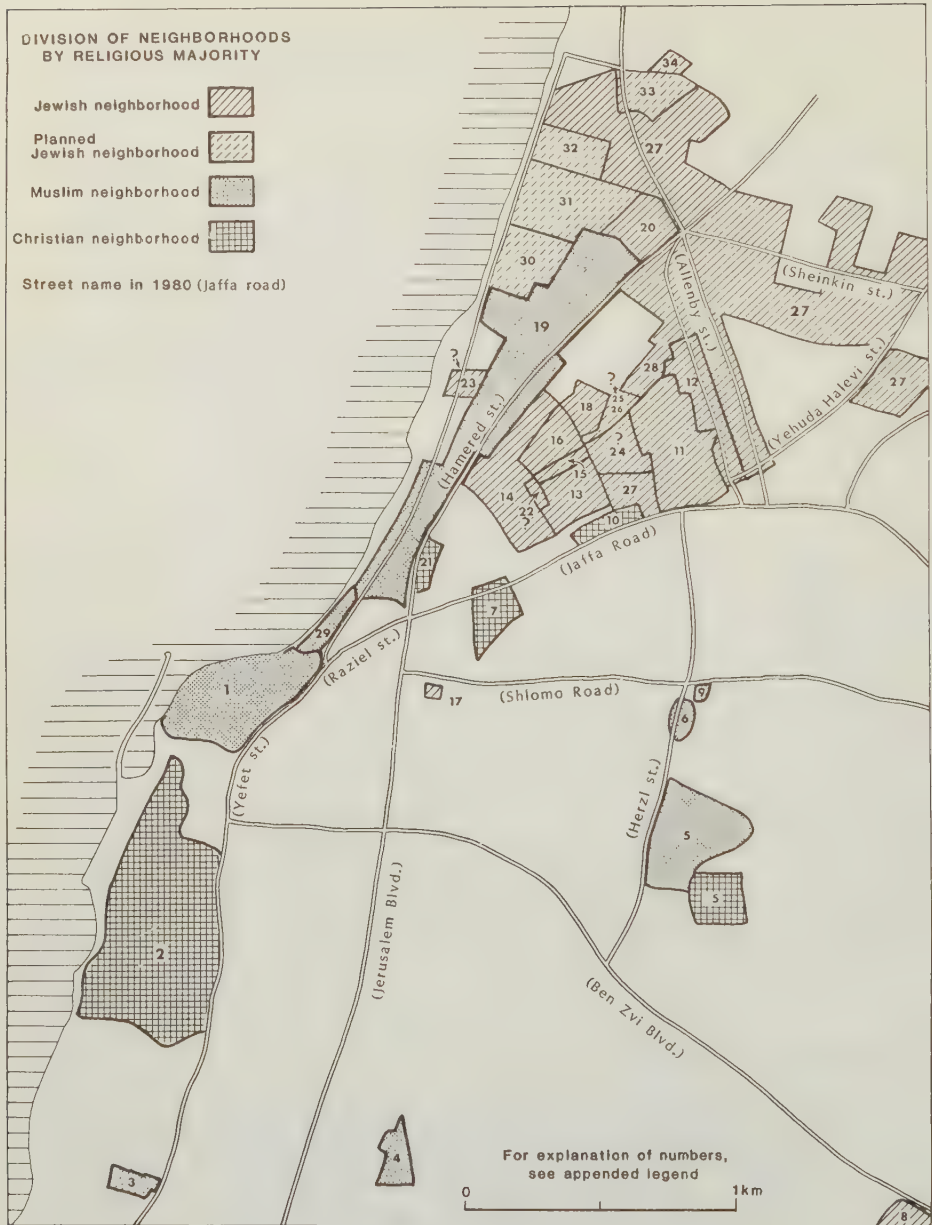 DIVISION OF NEIGHBORHOODS
BY RELIGIOUS MAJORITY
Jewish neighborhood
Planned
Jewish neighborhood
Muslim neighborhood
Christian neighborhood
Street name in 1980 (Jaffa road)
34
33
27
32
31
20
30
19
(Allenby st.)
(Sheinkin st.)
27
?
23
(Hamered st.)
28
12
27
(Yehuda Halevi st.)
?
25
26
18
16
?
24
11
15
14
13
22
?
27
10
(Jaffa Road)
21
7
29
(Raziel st.)
1
17
(Shlomo Road)
9
6
(Yefet st.)
(Herzl st.)
5
5
2
(Jerusalem Blvd.)
(Ben Zvi Blvd.)
4
3
For explanation of numbers,
see appended legend
0
1km
8